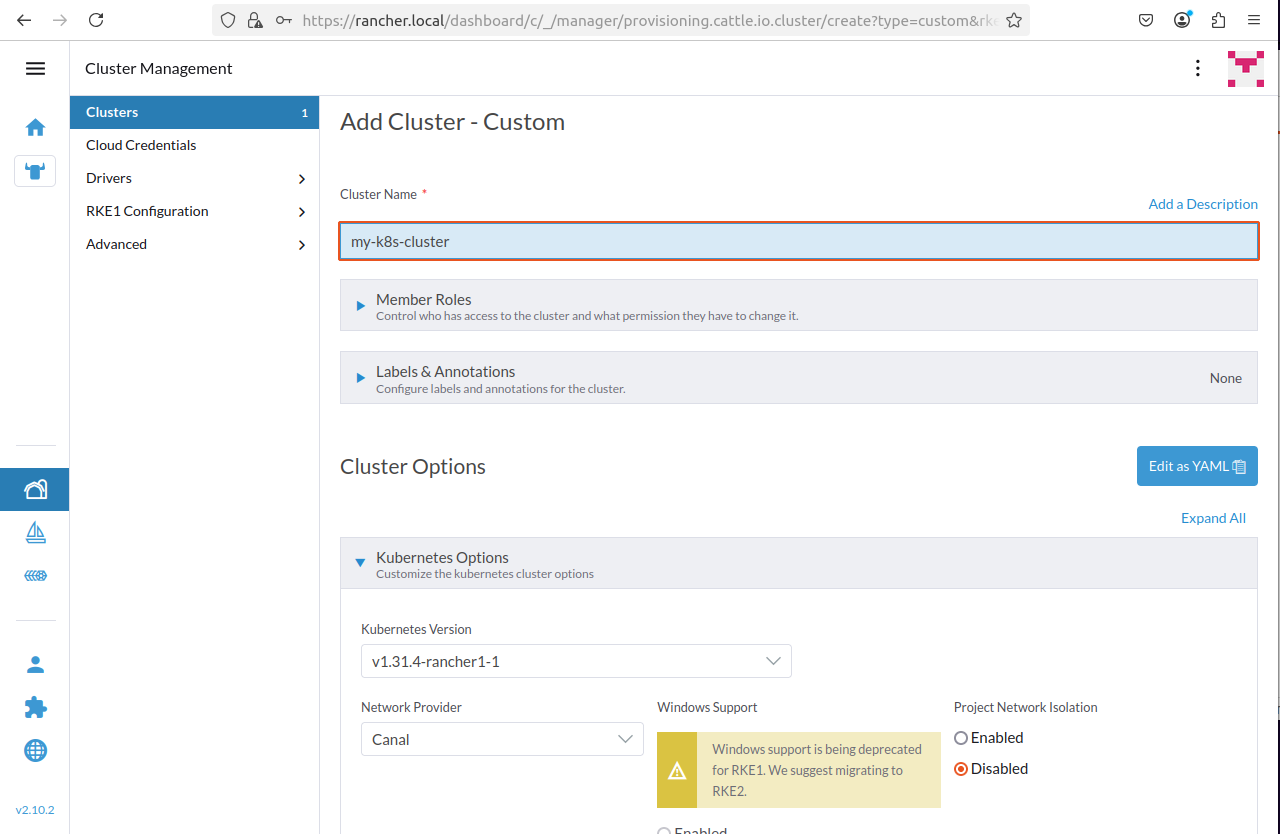 https://rancher.local/dashboard/c/_/manager/provisioning.cattle.io.cluster/create?type=custom&rke
Cluster Management
Clusters 1
Cloud Credentials
Drivers
RKE1 Configuration
Advanced
v2.10.2
Add Cluster - Custom
Cluster Name *
Add a Description
my-k8s-cluster
Member Roles
Control who has access to the cluster and what permission they have to change it.
Labels & Annotations
Configure labels and annotations for the cluster.
None
Cluster Options
Edit as YAML
Expand All
Kubernetes Options
Customize the kubernetes cluster options
Kubernetes Version
v1.31.4-rancher1-1
Network Provider
Canal
Windows Support
Windows support is being deprecated
for RKE1. We suggest migrating to
RKE2.
Enabled
Project Network Isolation
Enabled
Disabled